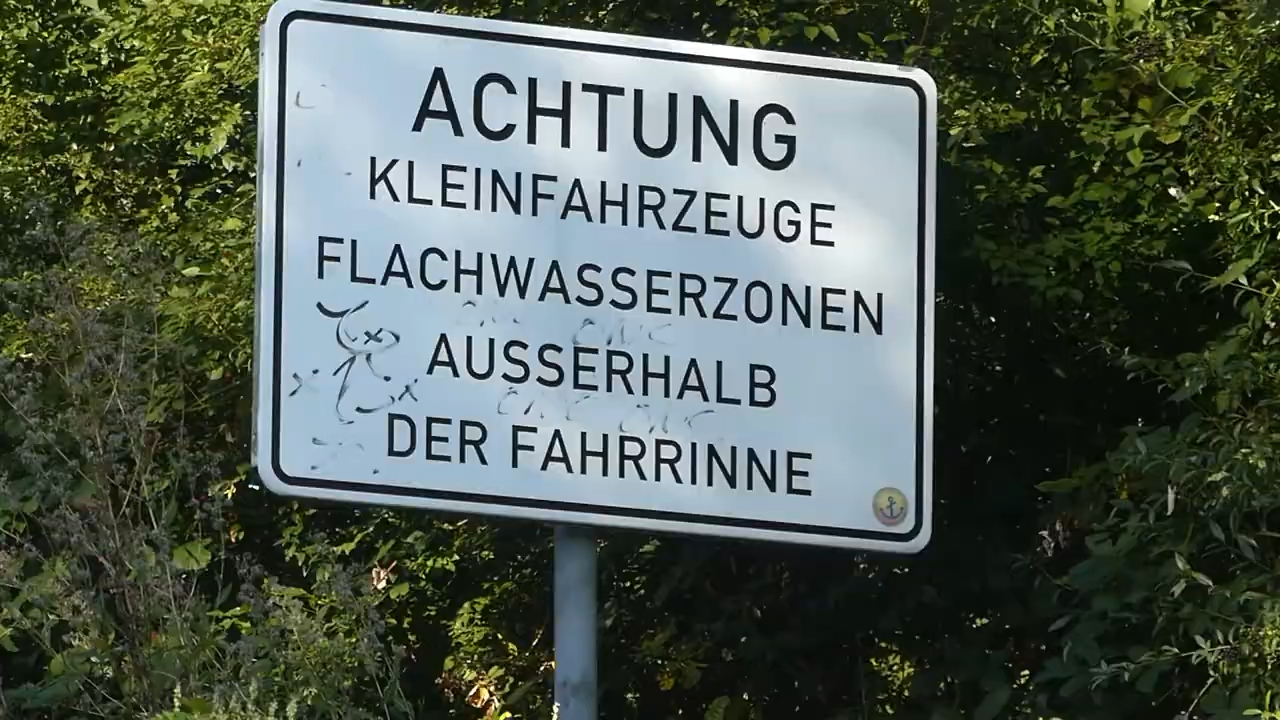 ACHTUNG
KLEINFAHRZEUGE
FLACHWASSERZONEN
AUSSERHALB
DER FAHRRINNE